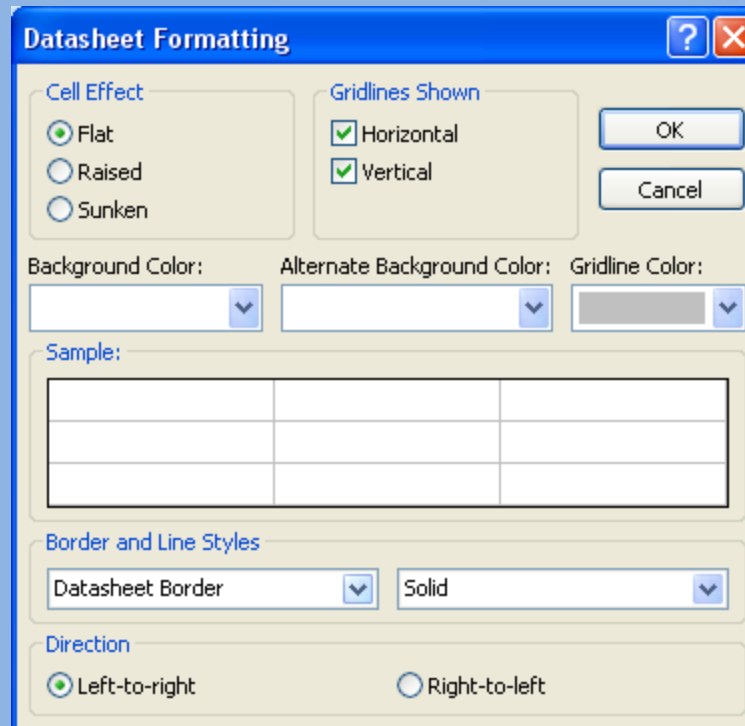 Datasheet Formatting
Cell Effect
Flat
Raised
Sunken
Gridlines Shown
Horizontal
Vertical
OK
Cancel
Background Color:
Alternate Background Color:
Gridline Color:
Sample:
Border and Line Styles
Datasheet Border
Solid
Direction
Left-to-right
Right-to-left